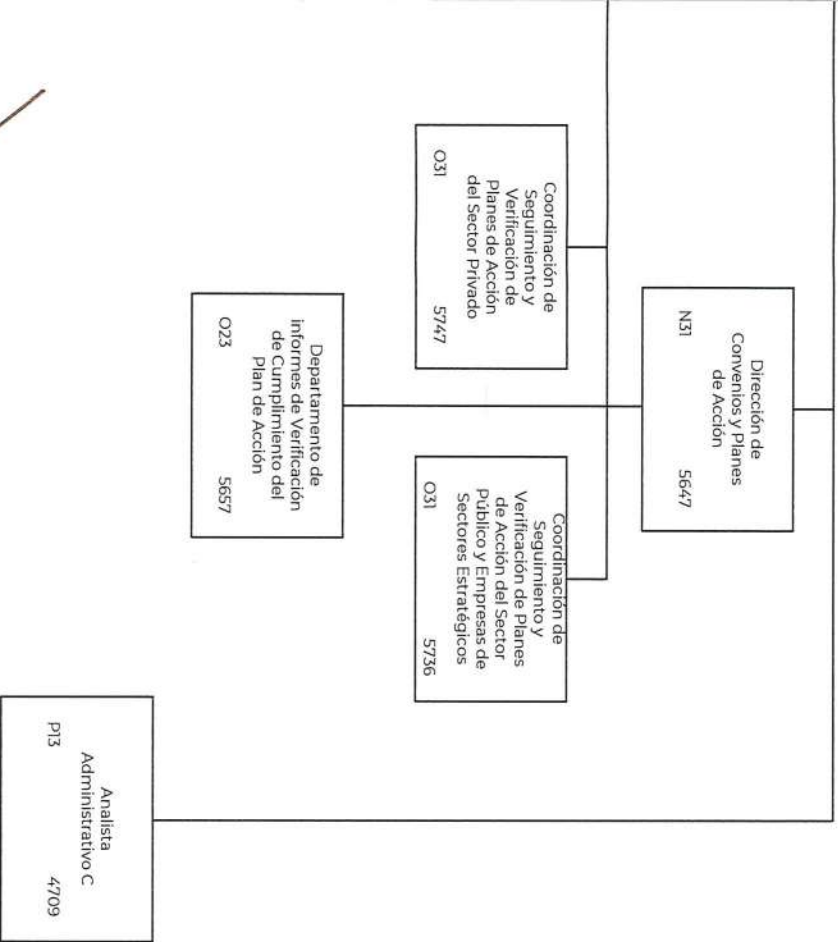 Dirección de
Convenios y Planes
de Acción
N31 5647
Coordinación de
Seguimiento y
Verificación de
Planes de Acción
del Sector Privado
O31 5747
Coordinación de
Seguimiento y
Verificación de Planes
de Acción del Sector
Público y Empresas de
Sectores Estratégicos
O31 5736
Departamento de
informes de Verificación
de Cumplimiento del
Plan de Acción
O23 5657
Analista
Administrativo C
P13 4709